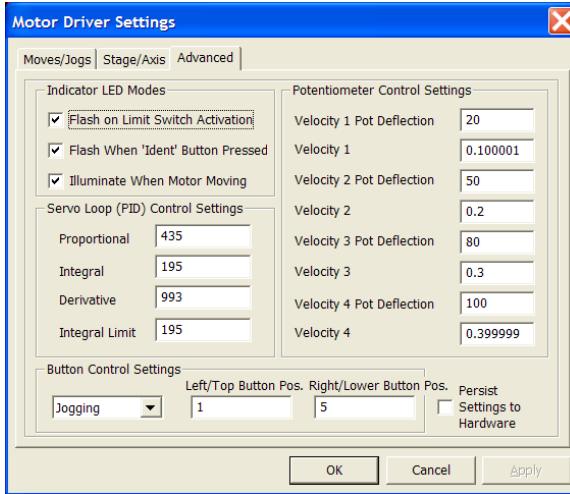 Motor Driver Settings
Moves/Jogs Stage/Axis Advanced
Indicator LED Modes
Flash on Limit Switch Activation
Flash When 'Ident' Button Pressed
Illuminate When Motor Moving
Servo Loop (PID) Control Settings
Proportional 435
Integral 195
Derivative 993
Integral Limit 195
Potentiometer Control Settings
Velocity 1 Pot Deflection 20
Velocity 1 0.100001
Velocity 2 Pot Deflection 50
Velocity 2 0.2
Velocity 3 Pot Deflection 80
Velocity 3 0.3
Velocity 4 Pot Deflection 100
Velocity 4 0.399999
Button Control Settings
Left/Top Button Pos. Right/Lower Button Pos.
Jogging 1 5
Persist
Settings to
Hardware
OK Cancel Apply